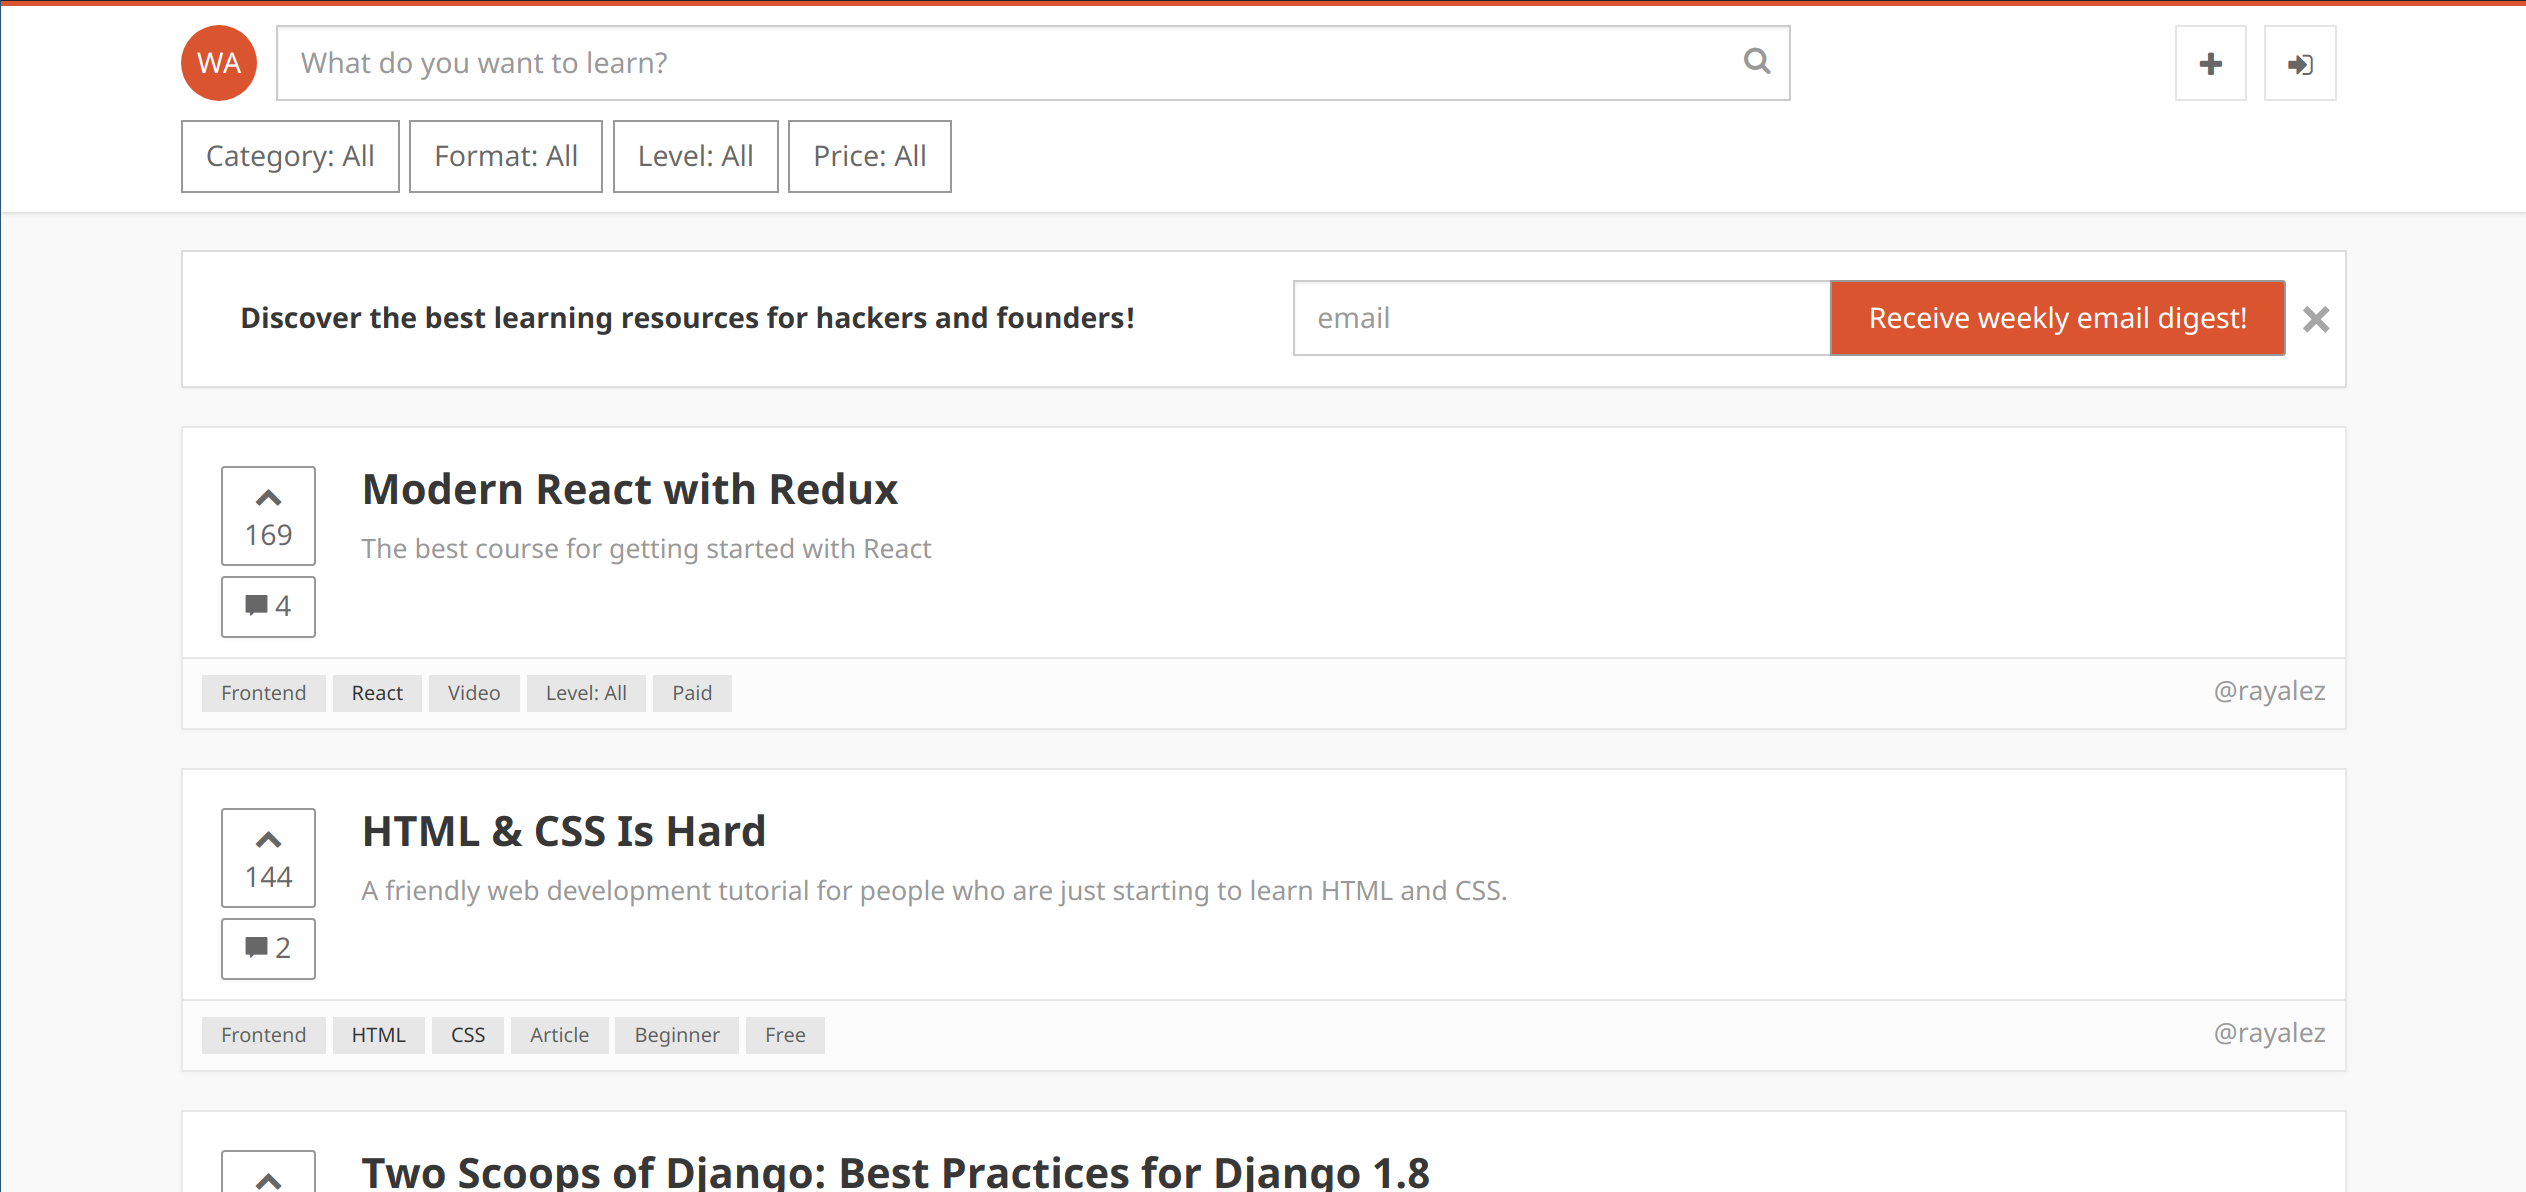 WA
What do you want to learn?
Category: All
Format: All
Level: All
Price: All
Discover the best learning resources for hackers and founders!
email
Receive weekly email digest!
169
Modern React with Redux
The best course for getting started with React
4
Frontend
React
Video
Level: All
Paid
@rayalez
144
HTML & CSS Is Hard
A friendly web development tutorial for people who are just starting to learn HTML and CSS.
2
Frontend
HTML
CSS
Article
Beginner
Free
@rayalez
Two Scoops of Django: Best Practices for Django 1.8